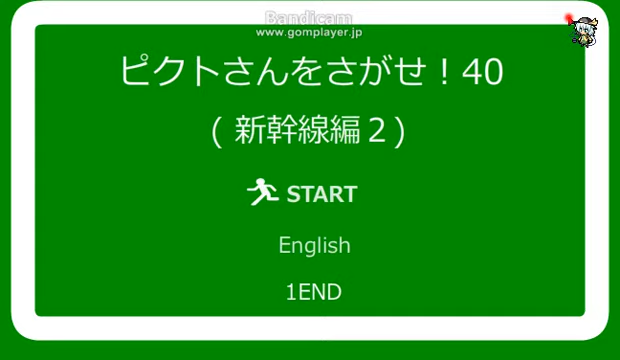 Bandicam
www.gomplayer.jp
ピクトさんをさがせ！40
( 新幹線編２)
START
English
1END